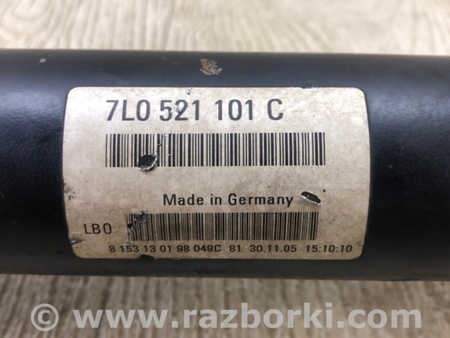 7L0 521 101 C
Made in Germany
LB0
8 153 13 01 98 049C 81. 30.11.05 15:10:10
www.razborki.com